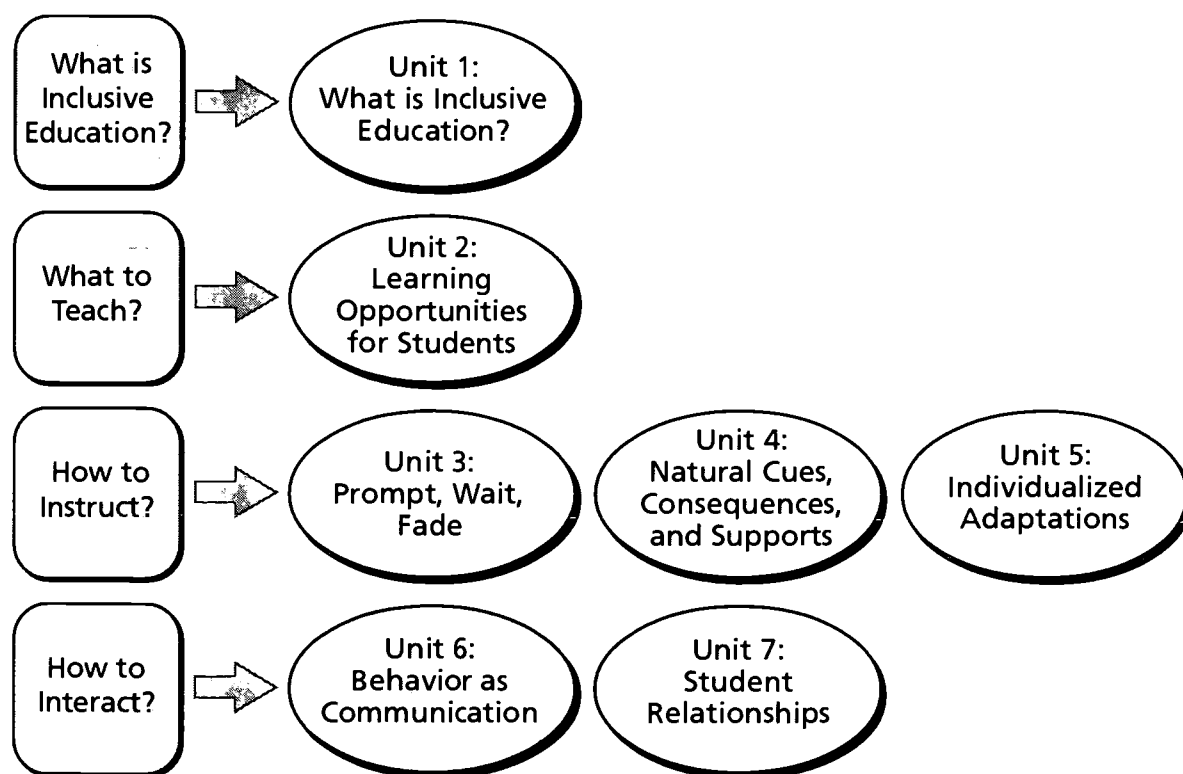 What is
Inclusive
Education?
Unit 1:
What is Inclusive
Education?
What to
Teach?
Unit 2:
Learning
Opportunities
for Students
How to
Instruct?
Unit 3:
Prompt, Wait,
Fade
Unit 4:
Natural Cues,
Consequences,
and Supports
Unit 5:
Individualized
Adaptations
How to
Interact?
Unit 6:
Behavior as
Communication
Unit 7:
Student
Relationships